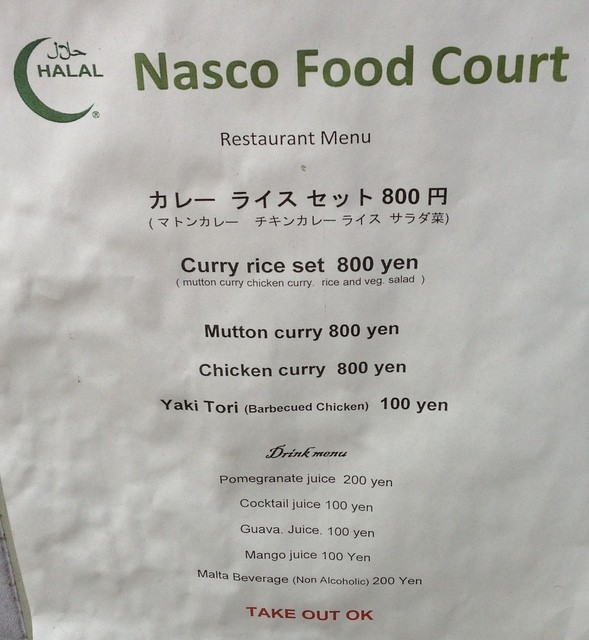 حلال
HALAL
®
Nasco Food Court
Restaurant Menu
カレー ライス セット 800 円
( マトンカレー チキンカレー ライス サラダ菜)
Curry rice set 800 yen
( mutton curry chicken curry. rice and veg. salad )
Mutton curry 800 yen
Chicken curry 800 yen
Yaki Tori (Barbecued Chicken) 100 yen
Drink menu
Pomegranate juice 200 yen
Cocktail juice 100 yen
Guava. Juice. 100 yen
Mango juice 100 Yen
Malta Beverage (Non Alcoholic) 200 Yen
TAKE OUT OK